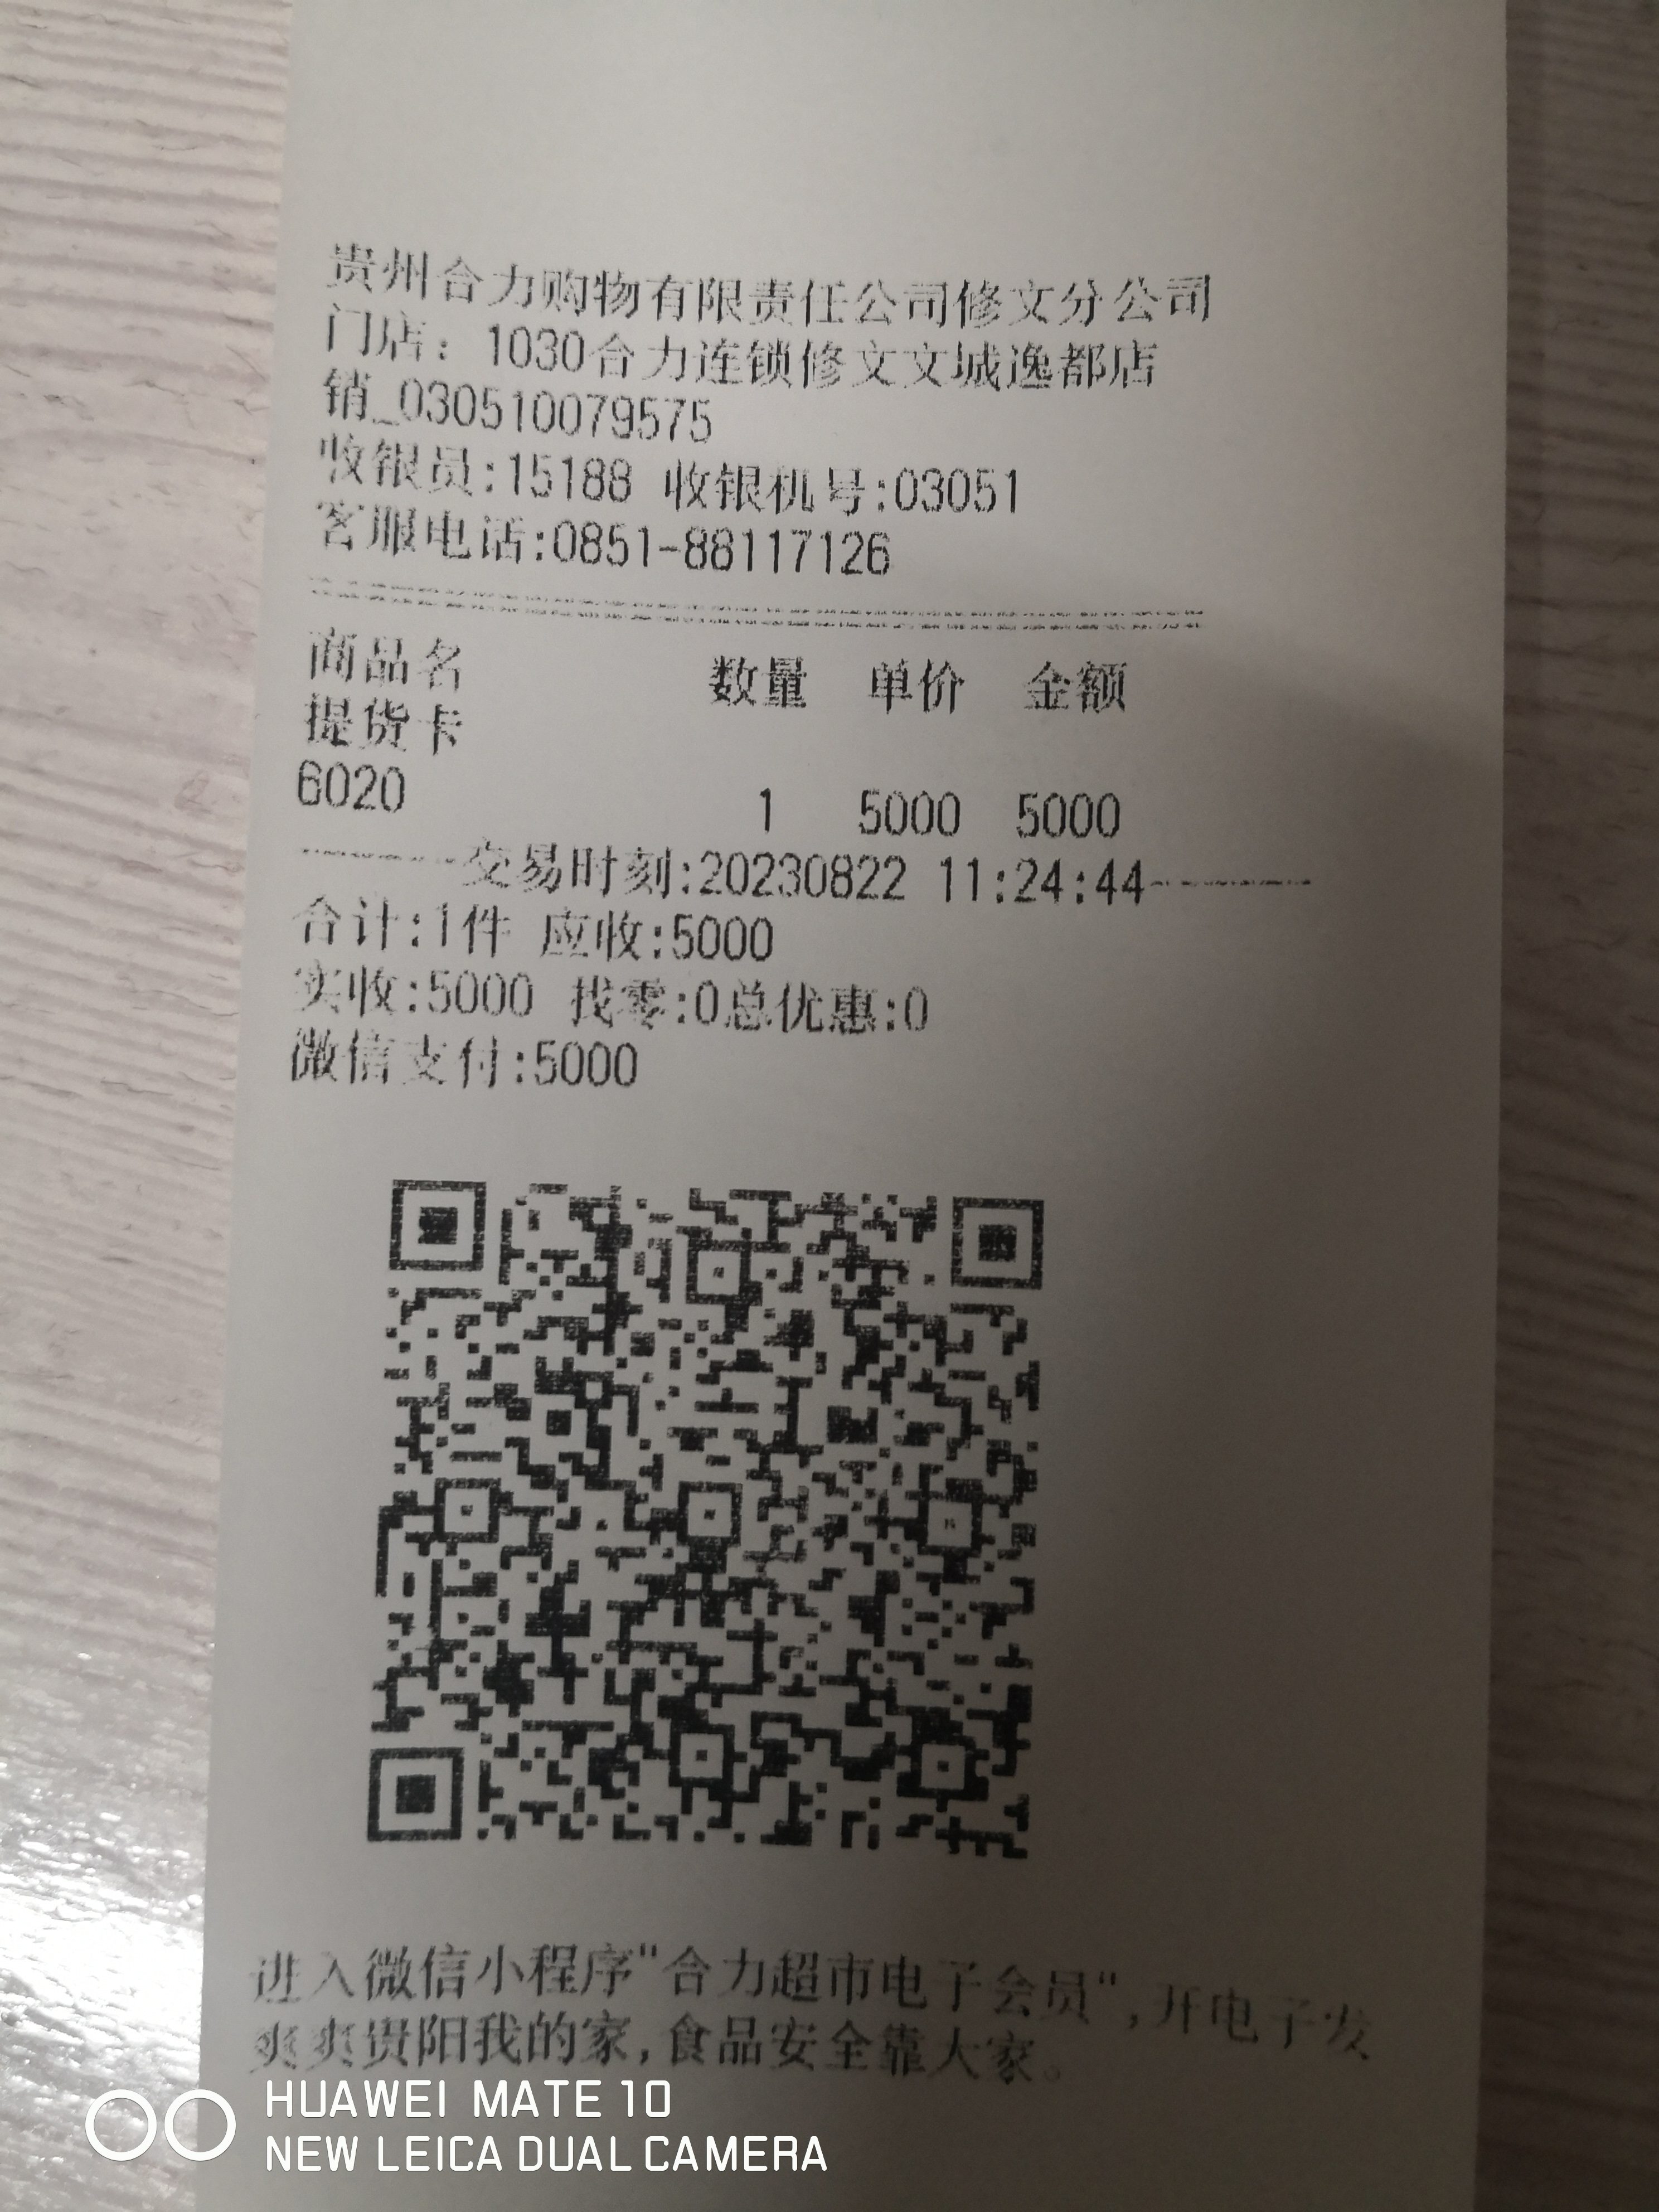 贵州合力购物有限责任公司修文分公司
门店：1030合力连锁修文文城逸都店
销_030510079575
收银员:15188 收银机号:03051
客服电话:0851-88117126
商品名 数量 单价 金额
提货卡
6020 1 5000 5000
交易时刻:20230822 11:24:44
合计:1件 应收:5000
实收:5000 找零:0总优惠:0
微信支付:5000
进入微信小程序"合力超市电子会员",开电子发
爽爽贵阳我的家,食品安全靠大家。
HUAWEI MATE 10
NEW LEICA DUAL CAMERA